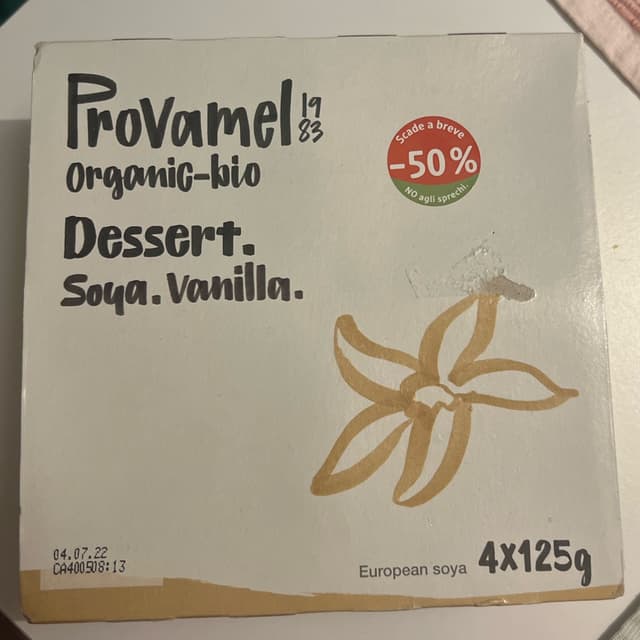 Provamel 19
83
organic-bio
Dessert.
Soya. Vanilla.
Scade a breve
-50%
NO agli sprechi.
04.07.22
CA400508:13
European soya 4x125g